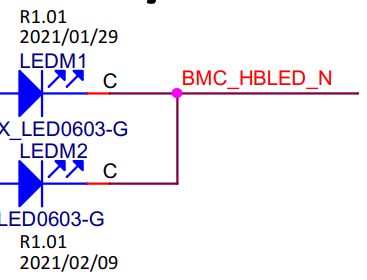 R1.01
2021/01/29
LEDM1
C
BMC_HBLED_N
X_LED0603-G
LEDM2
C
LED0603-G
R1.01
2021/02/09